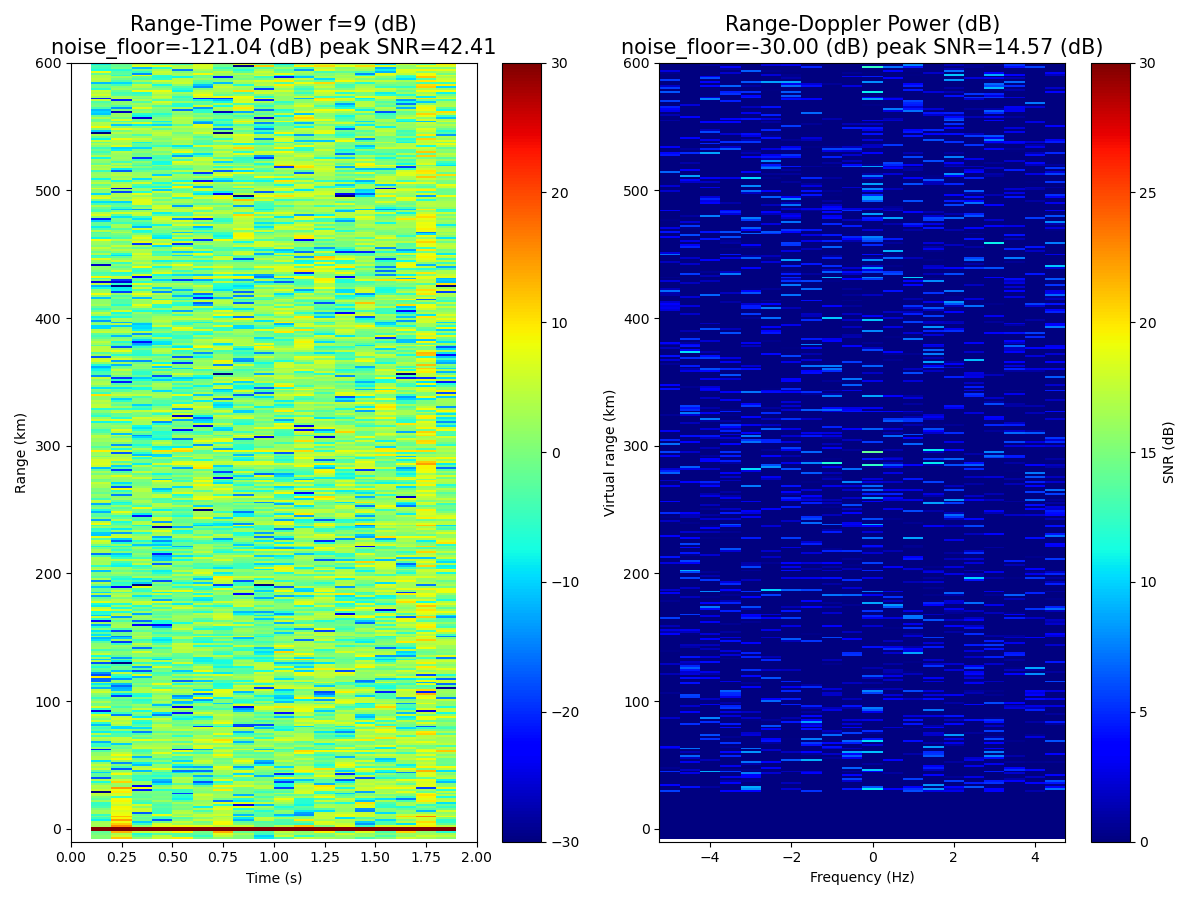 Range-Time Power f=9 (dB)
noise_floor=-121.04 (dB) peak SNR=42.41
600
500
400
300
200
100
0
Range (km)
0.00 0.25 0.50 0.75 1.00 1.25 1.50 1.75 2.00
Time (s)
30
20
10
0
−10
−20
−30
Range-Doppler Power (dB)
noise_floor=-30.00 (dB) peak SNR=14.57 (dB)
600
500
400
300
200
100
0
Virtual range (km)
−4 −2 0 2 4
Frequency (Hz)
30
25
20
15
10
5
0
SNR (dB)